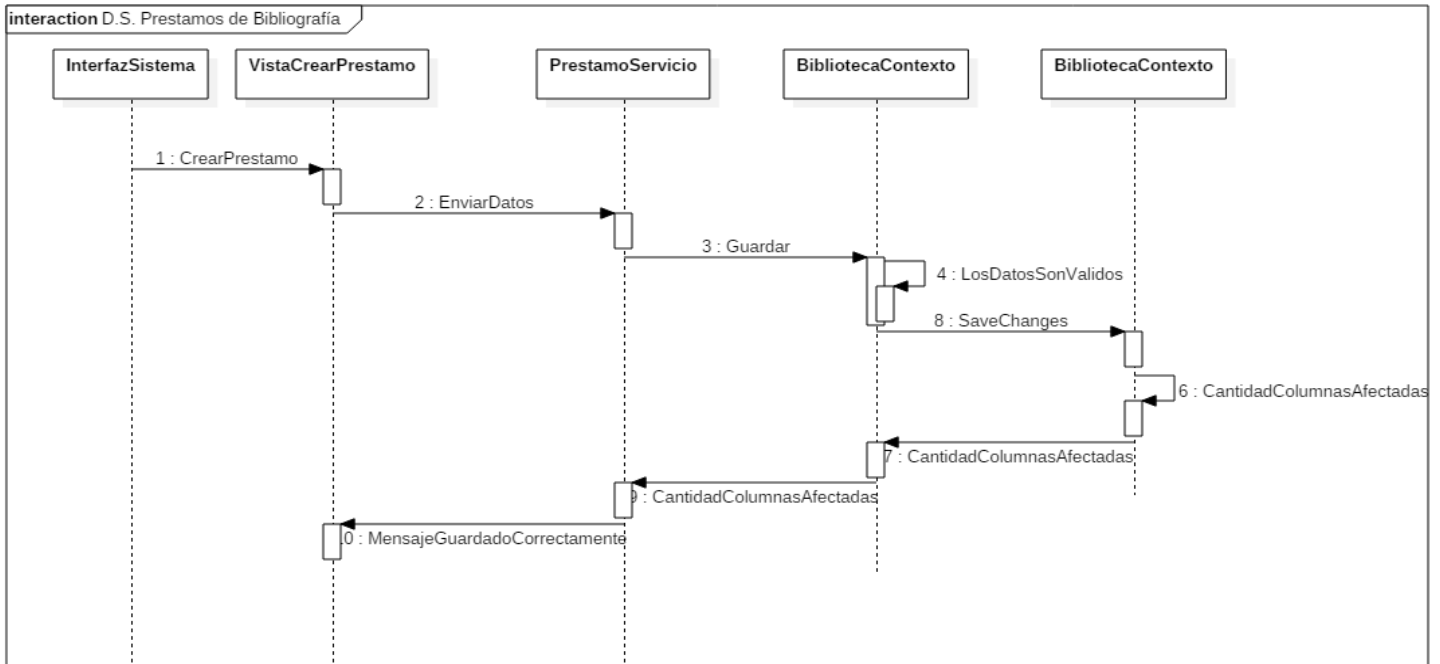 interaction D.S. Prestamos de Bibliografía
InterfazSistema
VistaCrearPrestamo
PrestamoServicio
BibliotecaContexto
BibliotecaContexto
1 : CrearPrestamo
2 : EnviarDatos
3 : Guardar
4 : LosDatosSonValidos
8 : SaveChanges
6 : CantidadColumnasAfectadas
7 : CantidadColumnasAfectadas
9 : CantidadColumnasAfectadas
0 : MensajeGuardadoCorrectamente